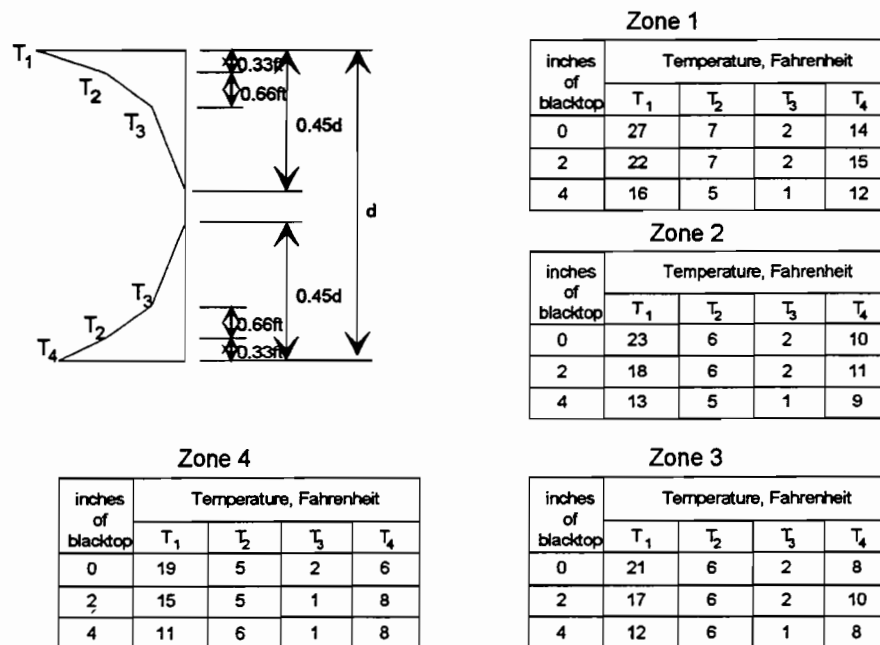 T1
T2
T3
T3
T2
T4
0.33ft
0.66ft
0.45d
d
0.45d
0.66ft
0.33ft
Zone 1
inches of blacktop Temperature, Fahrenheit
T1 T2 T3 T4
0 27 7 2 14
2 22 7 2 15
4 16 5 1 12
Zone 2
inches of blacktop Temperature, Fahrenheit
T1 T2 T3 T4
0 23 6 2 10
2 18 6 2 11
4 13 5 1 9
Zone 4
inches of blacktop Temperature, Fahrenheit
T1 T2 T3 T4
0 19 5 2 6
2 15 5 1 8
4 11 6 1 8
Zone 3
inches of blacktop Temperature, Fahrenheit
T1 T2 T3 T4
0 21 6 2 8
2 17 6 2 10
4 12 6 1 8